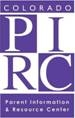 COLORADO
PI
RC
Parent Information
& Resource Center